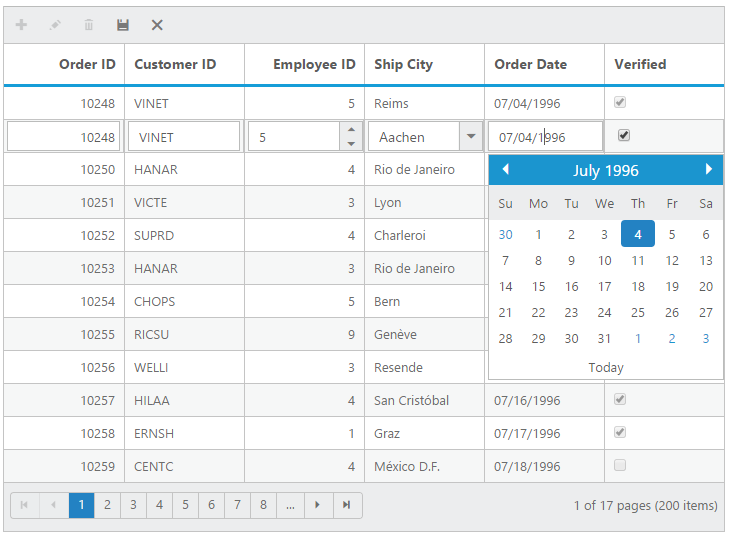 Order ID Customer ID Employee ID Ship City Order Date Verified
10248 VINET 5 Reims 07/04/1996
10248 VINET 5 Aachen 07/04/1996
10250 HANAR 4 Rio de Janeiro
10251 VICTE 3 Lyon
10252 SUPRD 4 Charleroi
10253 HANAR 3 Rio de Janeiro
10254 CHOPS 5 Bern
10255 RICSU 9 Genève
10256 WELLI 3 Resende
July 1996
Su Mo Tu We Th Fr Sa
30 1 2 3 4 5 6
7 8 9 10 11 12 13
14 15 16 17 18 19 20
21 22 23 24 25 26 27
28 29 30 31 1 2 3
Today
10257 HILAA 4 San Cristóbal 07/16/1996
10258 ERNSH 1 Graz 07/17/1996
10259 CENTC 4 México D.F. 07/18/1996
1 2 3 4 5 6 7 8 ... 1 of 17 pages (200 items)